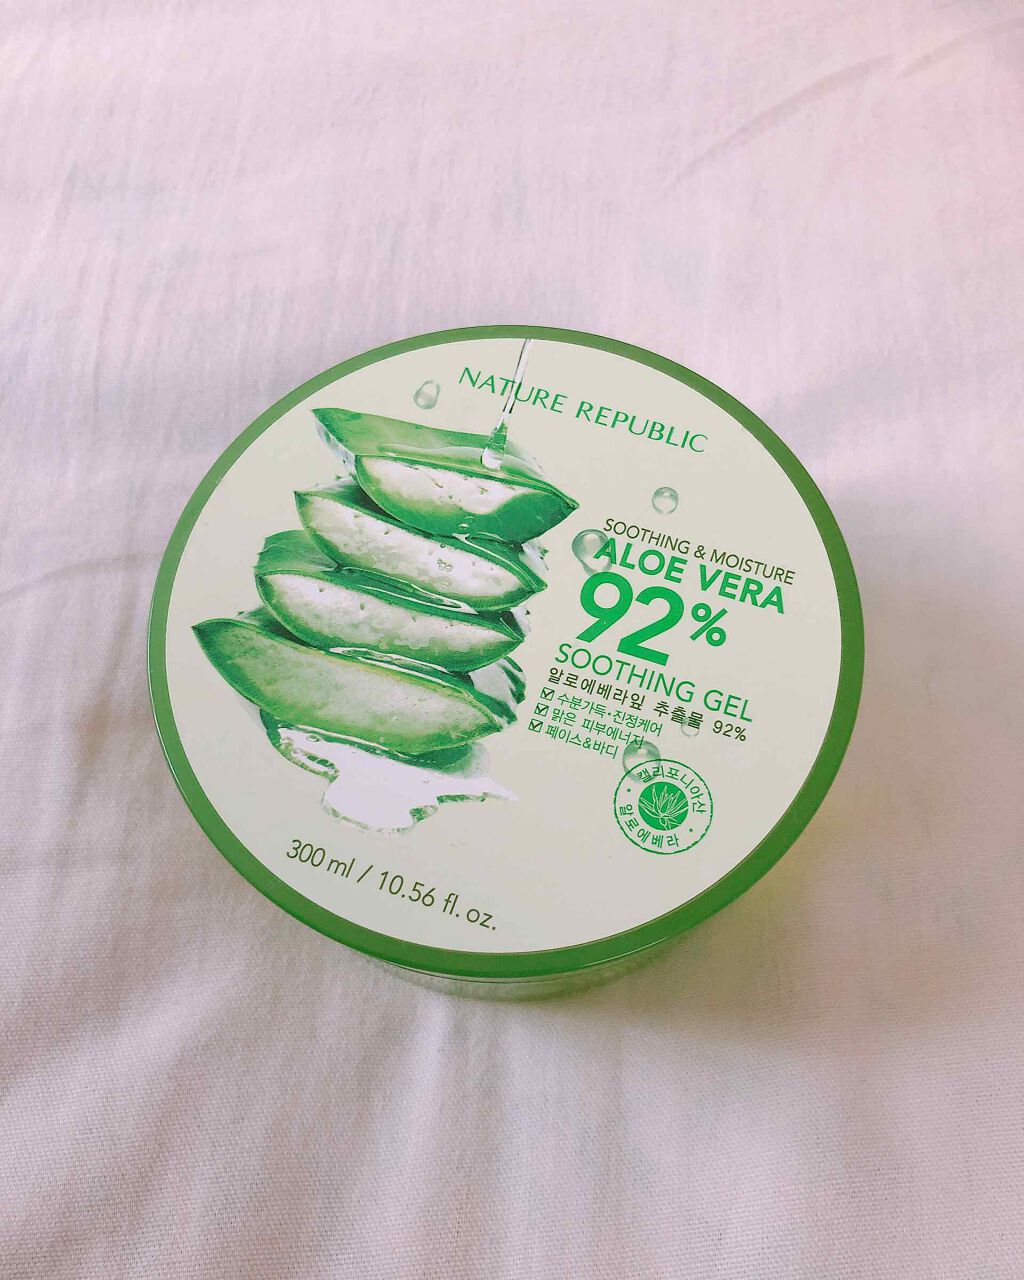 NATURE REPUBLIC
SOOTHING & MOISTURE
ALOE VERA
92%
SOOTHING GEL
알로에베라잎 추출물 92%
수분가득·진정케어
맑은 피부에너지
페이스&바디
캘리포니아산
알로에베라
300 ml / 10.56 fl. oz.